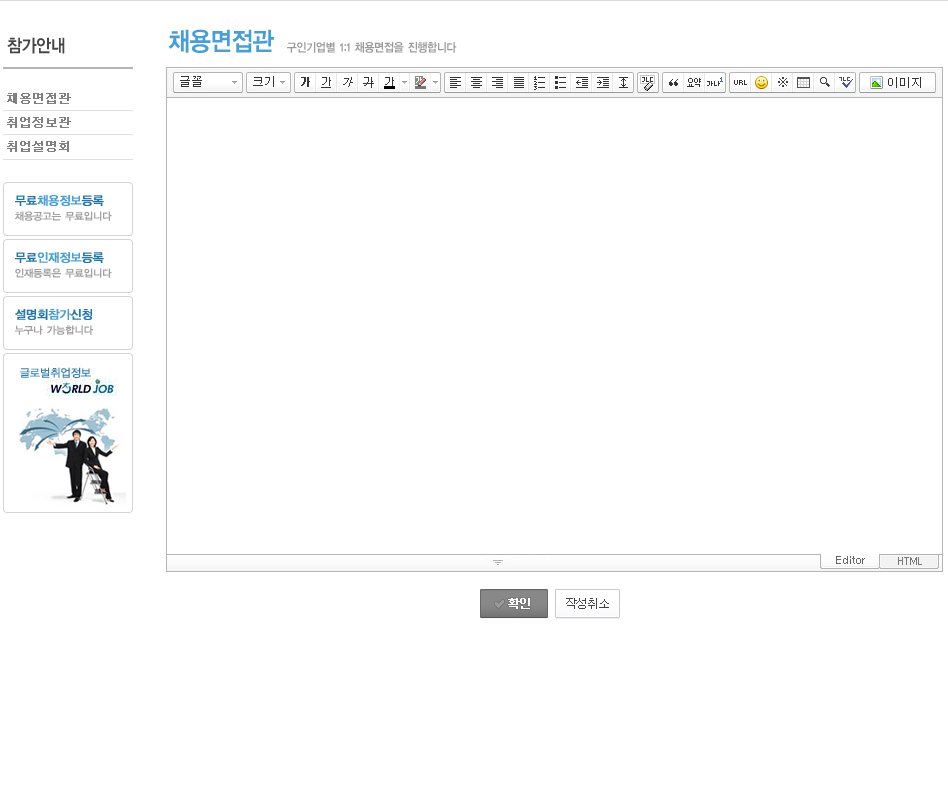 참가안내
채용면접관
취업정보관
취업설명회
무료채용정보등록
채용공고는 무료입니다
무료인재정보등록
인재등록은 무료입니다
설명회참가신청
누구나 가능합니다
글로벌취업정보
WORLD JOB
채용면접관 구인기업별 1:1 채용면접을 진행합니다
글꼴 크기 가 가 가 가 가 요약 가나1 URL ※ 이미지
Editor HTML
확인 작성취소